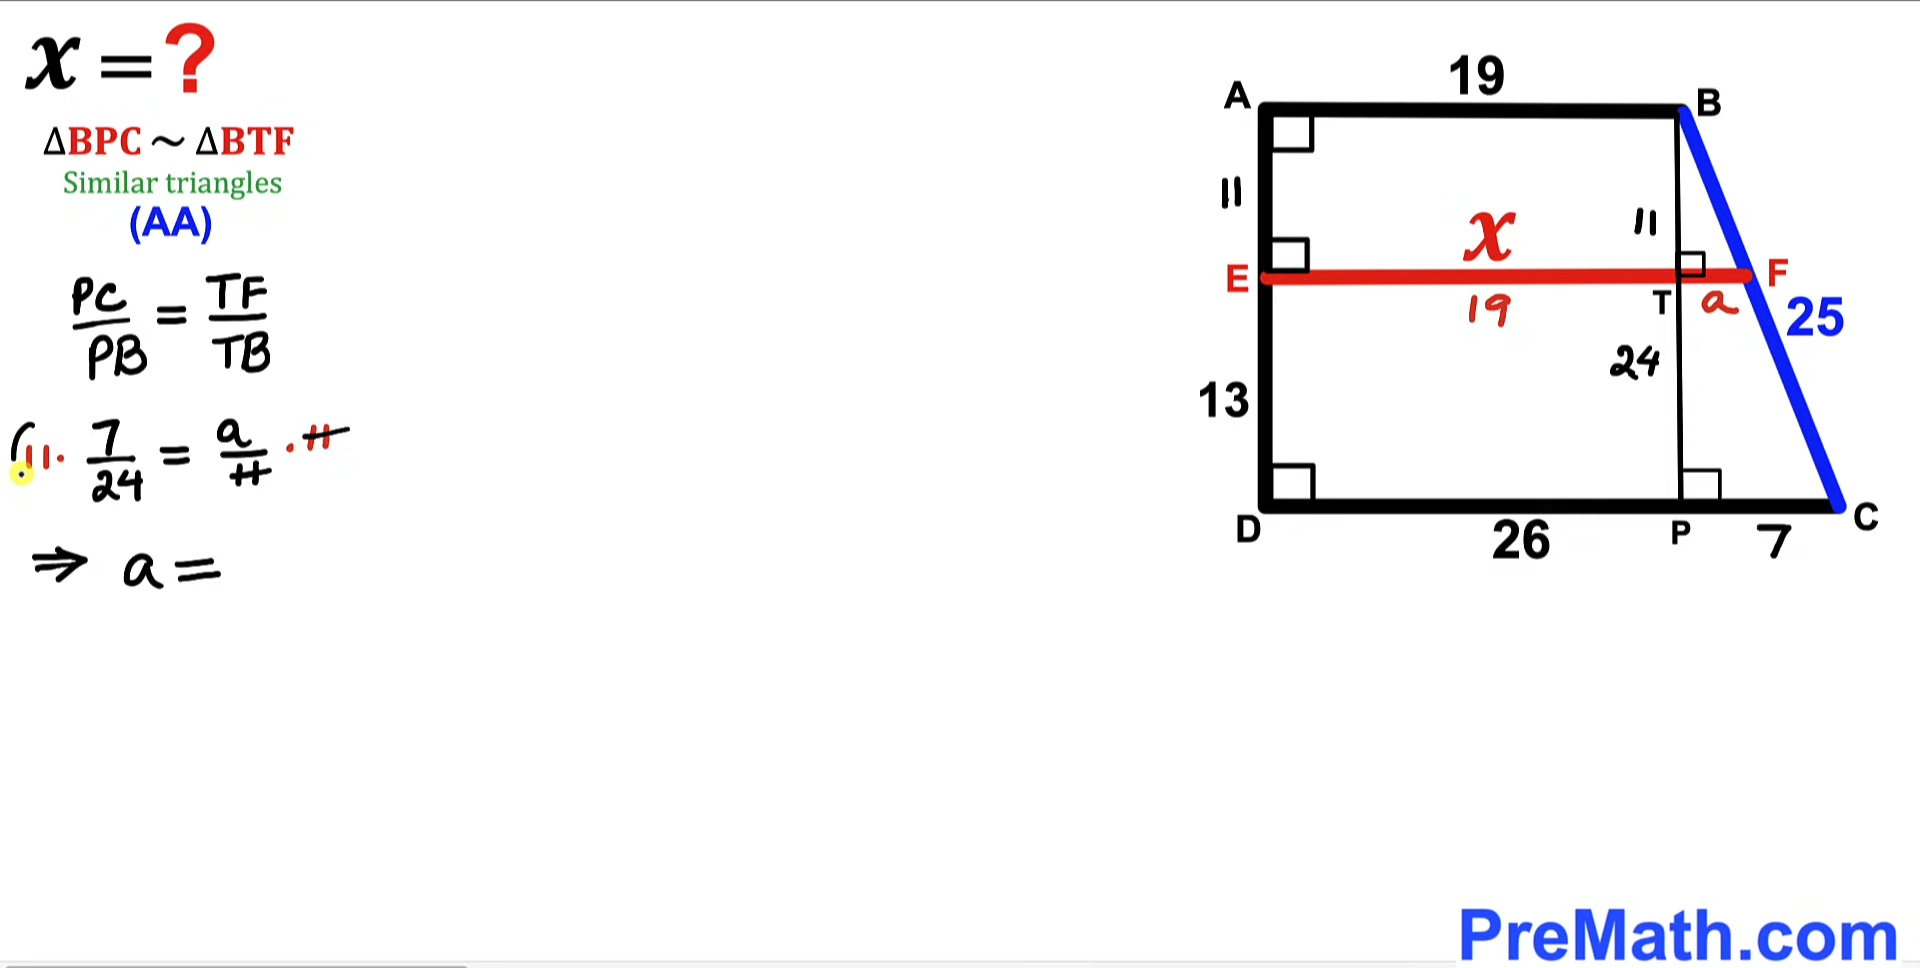 x = ?
ΔBPC ~ ΔBTF
Similar triangles
(AA)
PC/PB = TF/TB
11 · 7/24 = a/11 · 11
⇒ a =
19
A
B
11
11
x
E
F
19
T
a
25
24
13
D
26
P
7
C
PreMath.com